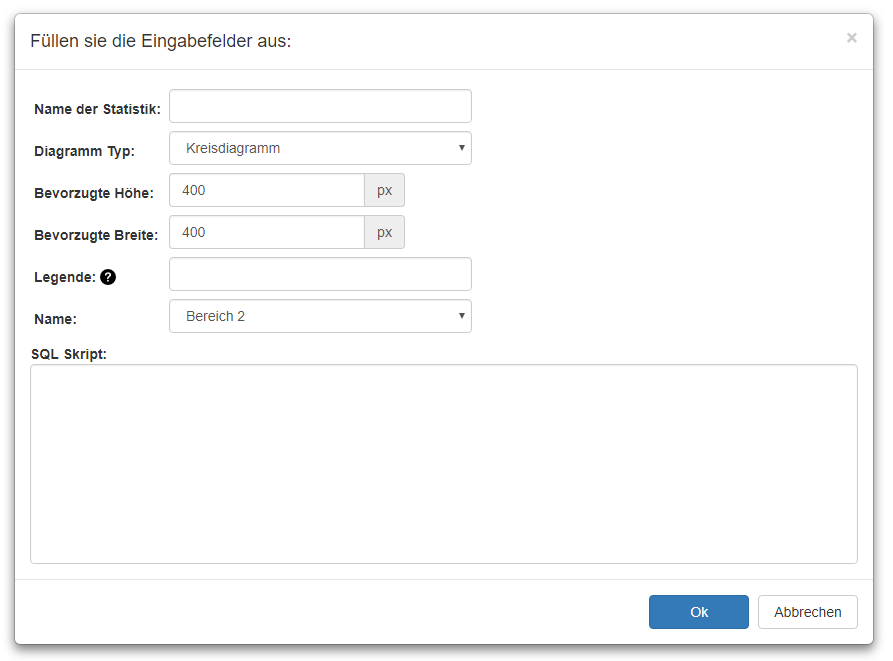 Füllen sie die Eingabefelder aus: ×
Name der Statistik:
Diagramm Typ: Kreisdiagramm
Bevorzugte Höhe: 400 px
Bevorzugte Breite: 400 px
Legende: ?
Name: Bereich 2
SQL Skript:
Ok Abbrechen